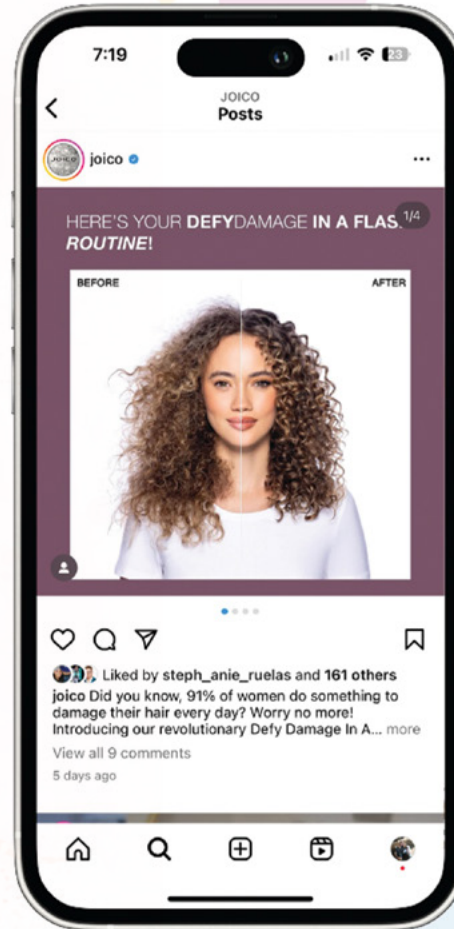 7:19
23
JOICO
Posts
joico
HERE'S YOUR DEFYDAMAGE IN A FLAS
1/4
ROUTINE!
BEFORE
AFTER
Liked by steph_anie_ruelas and 161 others
joico Did you know, 91% of women do something to
damage their hair every day? Worry no more!
Introducing our revolutionary Defy Damage In A... more
View all 9 comments
5 days ago